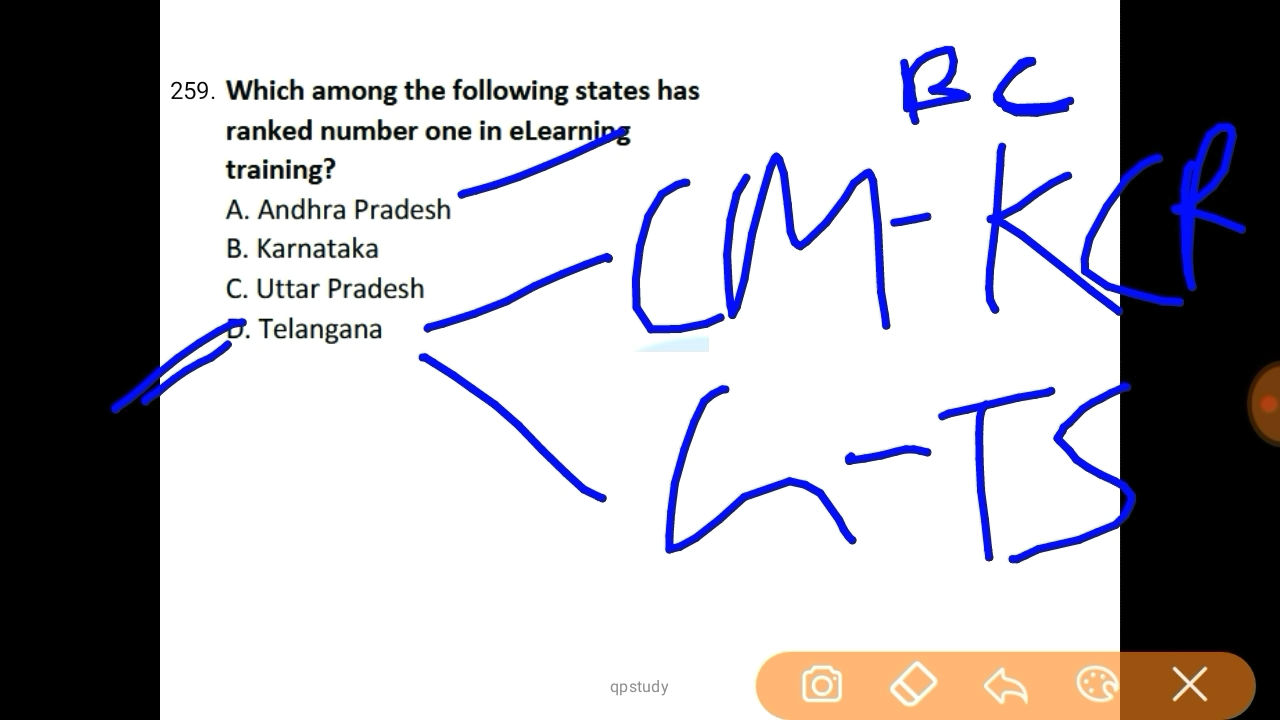 259. Which among the following states has
ranked number one in eLearning
training?
A. Andhra Pradesh
B. Karnataka
C. Uttar Pradesh
D. Telangana
BC
CM - KCR
G - TS
qpstudy